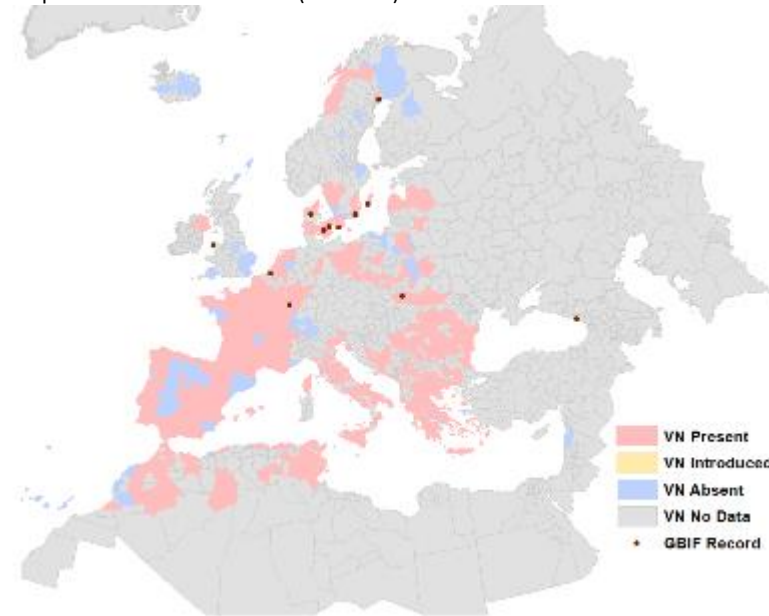 VN Present
VN Introduced
VN Absent
VN No Data
GBIF Record